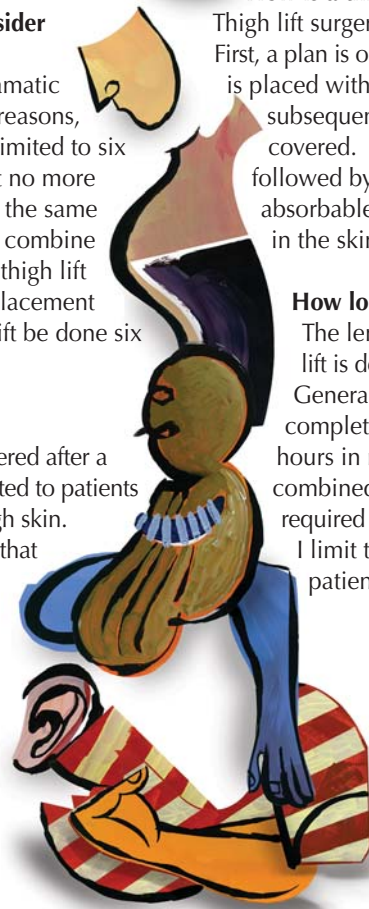 sider
amatic
reasons,
imited to six
t no more
the same
combine
thigh lift
lacement
ift be done six
ered after a
ted to patients
gh skin.
that
Thigh lift surger
First, a plan is o
is placed with
subsequen
covered.
followed by
absorbable
in the skin
How lo
The len
lift is de
Genera
complet
hours in
combined
required
I limit t
patien